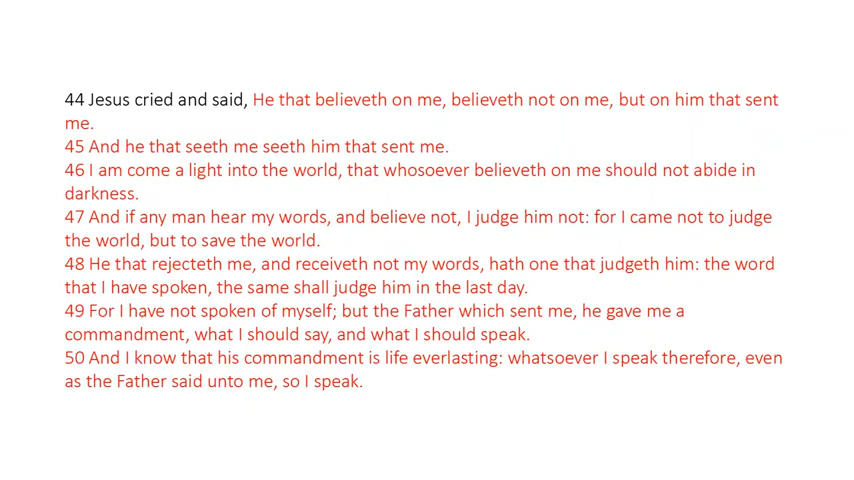 44 Jesus cried and said, He that believeth on me, believeth not on me, but on him that sent
me.
45 And he that seeth me seeth him that sent me.
46 I am come a light into the world, that whosoever believeth on me should not abide in
darkness.
47 And if any man hear my words, and believe not, I judge him not: for I came not to judge
the world, but to save the world.
48 He that rejecteth me, and receiveth not my words, hath one that judgeth him: the word
that I have spoken, the same shall judge him in the last day.
49 For I have not spoken of myself; but the Father which sent me, he gave me a
commandment, what I should say, and what I should speak.
50 And I know that his commandment is life everlasting: whatsoever I speak therefore, even
as the Father said unto me, so I speak.